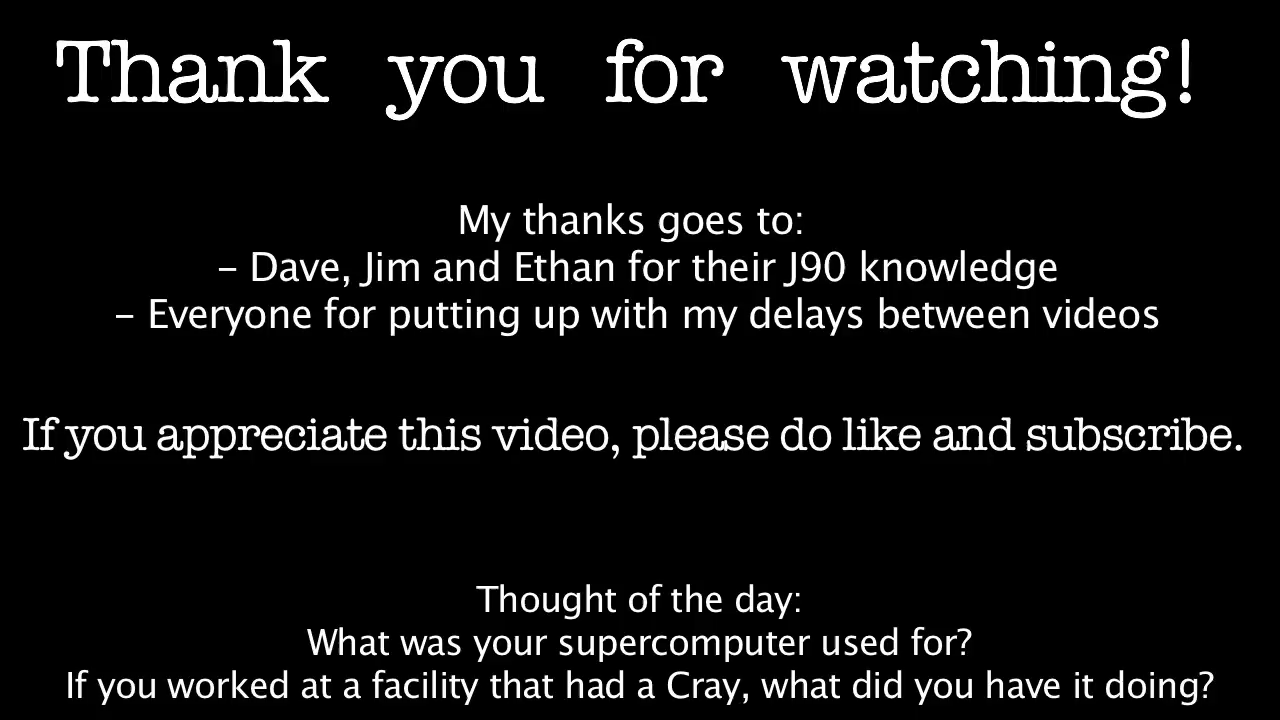 Thank you for watching!
My thanks goes to:
- Dave, Jim and Ethan for their J90 knowledge
- Everyone for putting up with my delays between videos
If you appreciate this video, please do like and subscribe.
Thought of the day:
What was your supercomputer used for?
If you worked at a facility that had a Cray, what did you have it doing?